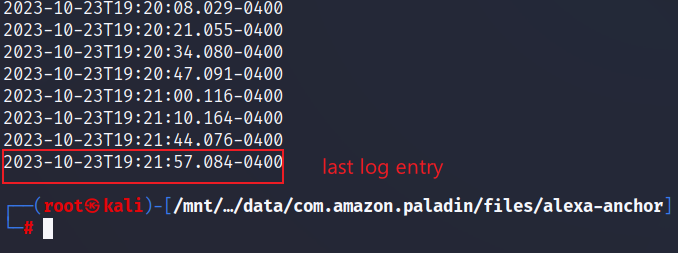 2023-10-23T19:20:08.029-0400
2023-10-23T19:20:21.055-0400
2023-10-23T19:20:34.080-0400
2023-10-23T19:20:47.091-0400
2023-10-23T19:21:00.116-0400
2023-10-23T19:21:10.164-0400
2023-10-23T19:21:44.076-0400
2023-10-23T19:21:57.084-0400 last log entry
┌──(root㉿kali)-[/mnt/…/data/com.amazon.paladin/files/alexa-anchor]
└─#